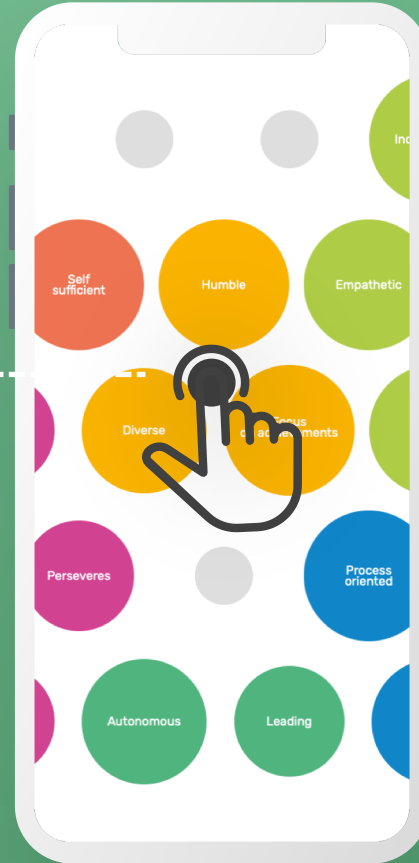 Self
sufficient
Humble
Empathetic
Diverse
Perseveres
Process
oriented
Autonomous
Leading